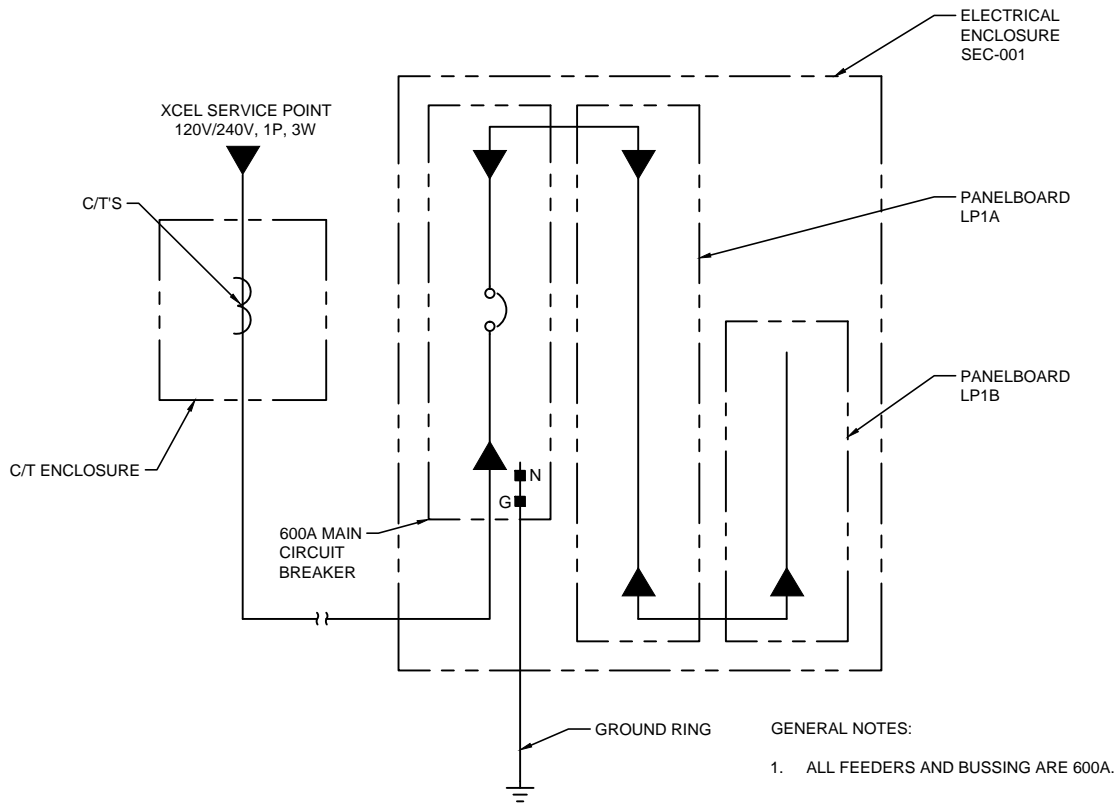 ELECTRICAL
ENCLOSURE
SEC-001
XCEL SERVICE POINT
120V/240V, 1P, 3W
C/T'S
PANELBOARD
LP1A
PANELBOARD
LP1B
C/T ENCLOSURE
N
G
600A MAIN
CIRCUIT
BREAKER
GROUND RING
GENERAL NOTES:
1. ALL FEEDERS AND BUSSING ARE 600A.